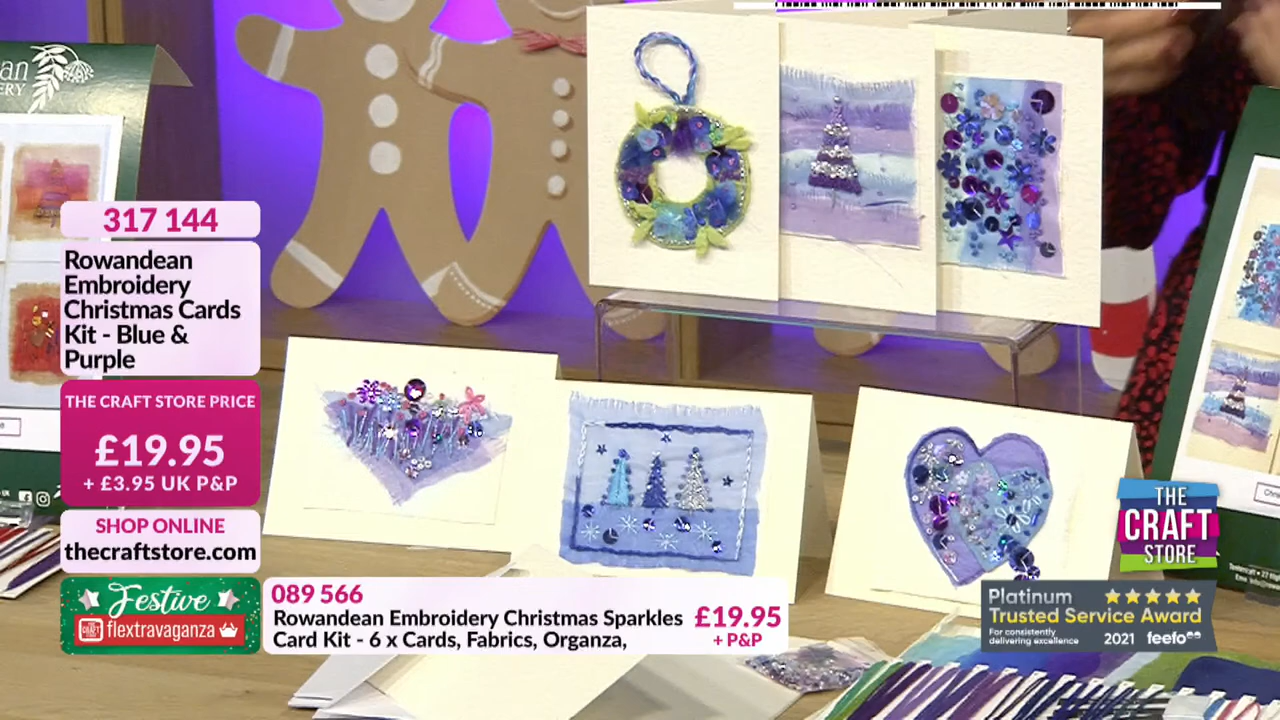 317 144
Rowandean
Embroidery
Christmas Cards
Kit - Blue &
Purple
THE CRAFT STORE PRICE
£19.95
+ £3.95 UK P&P
SHOP ONLINE
thecraftstore.com
Festive
flextravaganza
089 566
Rowandean Embroidery Christmas Sparkles
Card Kit - 6 x Cards, Fabrics, Organza,
£19.95
+ P&P
THE
CRAFT
STORE
Platinum
Trusted Service Award
For consistently
delivering excellence
2021 feefo